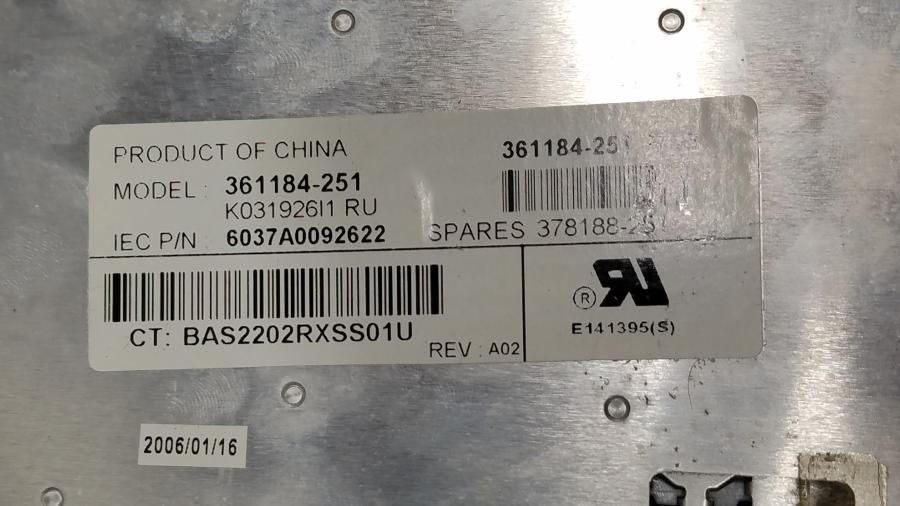 PRODUCT OF CHINA
MODEL : 361184-251
K031926I1 RU
IEC P/N : 6037A0092622
361184-251
SPARES 378188-251
CT: BAS2202RXSS01U
REV : A02
® RU
E141395(S)
2006/01/16